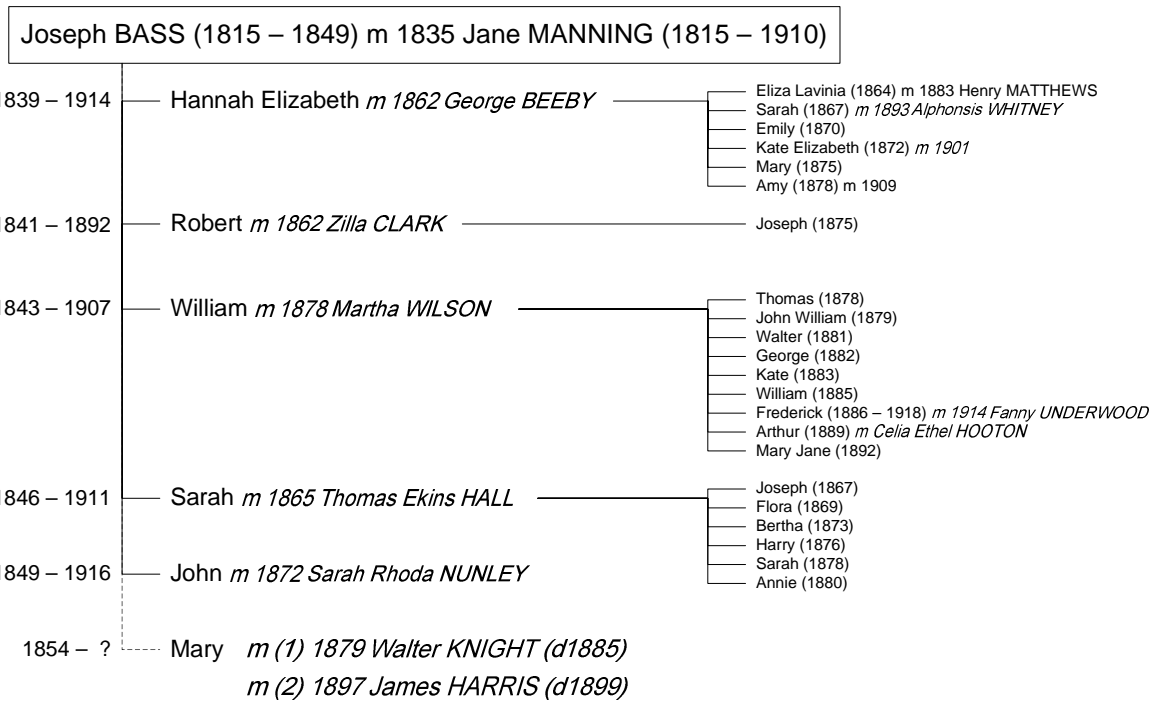 Joseph BASS (1815 – 1849) m 1835 Jane MANNING (1815 – 1910)
1839 – 1914 Hannah Elizabeth m 1862 George BEEBY
Eliza Lavinia (1864) m 1883 Henry MATTHEWS
Sarah (1867) m 1893 Alphonsis WHITNEY
Emily (1870)
Kate Elizabeth (1872) m 1901
Mary (1875)
Amy (1878) m 1909
1841 – 1892 Robert m 1862 Zilla CLARK
Joseph (1875)
1843 – 1907 William m 1878 Martha WILSON
Thomas (1878)
John William (1879)
Walter (1881)
George (1882)
Kate (1883)
William (1885)
Frederick (1886 – 1918) m 1914 Fanny UNDERWOOD
Arthur (1889) m Celia Ethel HOOTON
Mary Jane (1892)
1846 – 1911 Sarah m 1865 Thomas Ekins HALL
Joseph (1867)
Flora (1869)
Bertha (1873)
Harry (1876)
Sarah (1878)
Annie (1880)
1849 – 1916 John m 1872 Sarah Rhoda NUNLEY
1854 – ? Mary m (1) 1879 Walter KNIGHT (d1885)
m (2) 1897 James HARRIS (d1899)